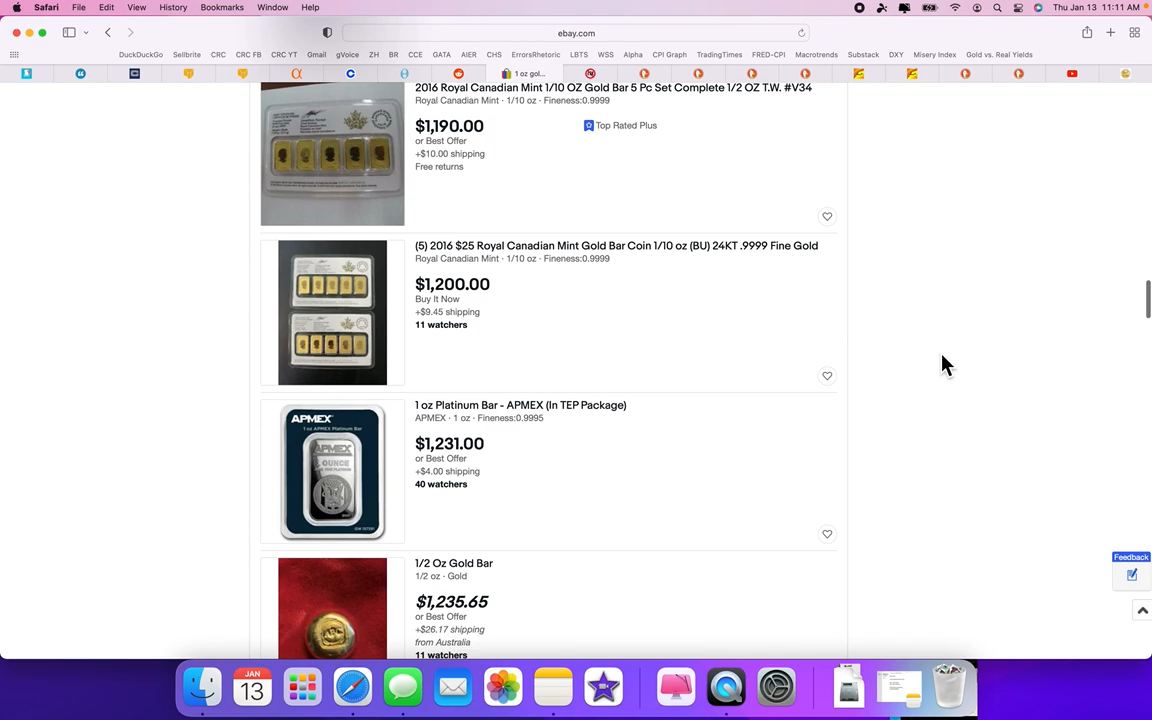 Safari File Edit View History Bookmarks Window Help Thu Jan 13 11:11 AM
ebay.com
DuckDuckGo Sellbrite CRC CRC FB CRC YT Gmail gVoice ZH BR CCE GATA AIER CHS ErrorsRhetoric LBTS WSS Alpha CPI Graph TradingTimes FRED-CPI Macrotrends Substack DXY Misery Index Gold vs. Real Yields
1 oz gol...
2016 Royal Canadian Mint 1/10 OZ Gold Bar 5 Pc Set Complete 1/2 OZ T.W. #V34
Royal Canadian Mint · 1/10 oz · Fineness:0.9999
$1,190.00
Top Rated Plus
or Best Offer
+$10.00 shipping
Free returns
(5) 2016 $25 Royal Canadian Mint Gold Bar Coin 1/10 oz (BU) 24KT .9999 Fine Gold
Royal Canadian Mint · 1/10 oz · Fineness:0.9999
$1,200.00
Buy It Now
+$9.45 shipping
11 watchers
1 oz Platinum Bar - APMEX (In TEP Package)
APMEX · 1 oz · Fineness:0.9995
$1,231.00
or Best Offer
+$4.00 shipping
40 watchers
APMEX
1 oz APMEX Platinum Bar
APMEX
OUNCE
1/2 Oz Gold Bar
1/2 oz · Gold
$1,235.65
or Best Offer
+$26.17 shipping
from Australia
11 watchers
Feedback
JAN
13